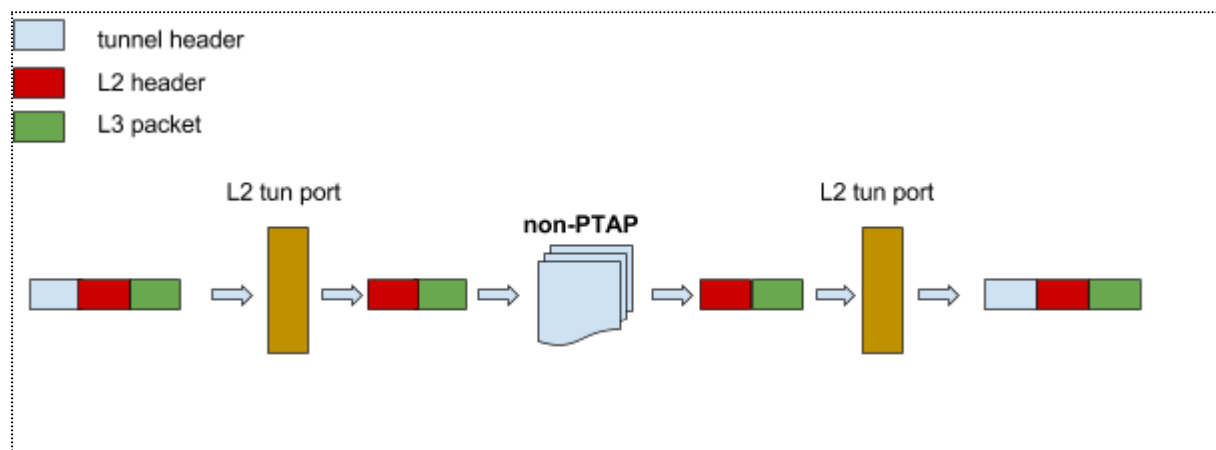 tunnel header
L2 header
L3 packet
L2 tun port
L2 tun port
non-PTAP